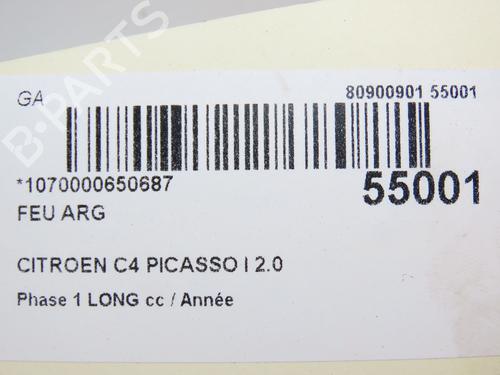 GA
80900901 55001
*1070000650687
55001
FEU ARG
CITROEN C4 PICASSO I 2.0
Phase 1 LONG cc / Année
B-PARTS